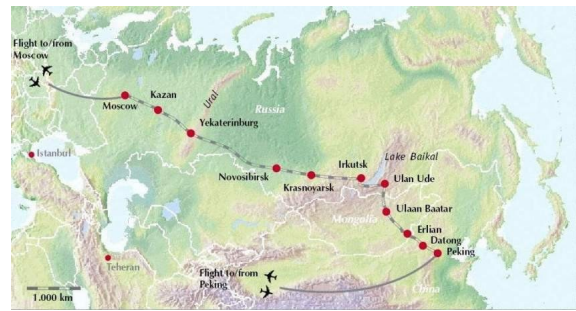 Flight to/from
Moscow
Moscow
Kazan
Ural
Yekaterinburg
Russia
Istanbul
Novosibirsk
Krasnoyarsk
Irkutsk
Lake Baikal
Ulan Ude
Ulaan Baatar
Mongolia
Erlian
Datong
Peking
Teheran
Flight to/from
Peking
China
1.000 km